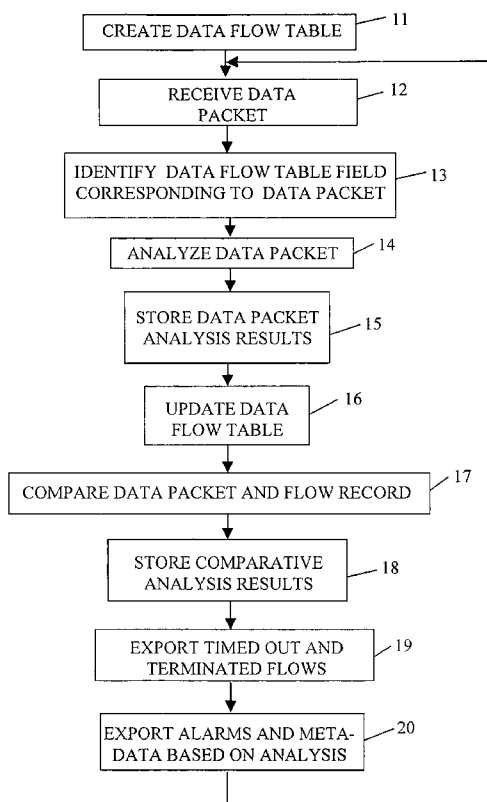 CREATE DATA FLOW TABLE
11
RECEIVE DATA
PACKET
12
IDENTIFY DATA FLOW TABLE FIELD
CORRESPONDING TO DATA PACKET
13
ANALYZE DATA PACKET
14
STORE DATA PACKET
ANALYSIS RESULTS
15
UPDATE DATA
FLOW TABLE
16
COMPARE DATA PACKET AND FLOW RECORD
17
STORE COMPARATIVE
ANALYSIS RESULTS
18
EXPORT TIMED OUT AND
TERMINATED FLOWS
19
EXPORT ALARMS AND META-
DATA BASED ON ANALYSIS
20